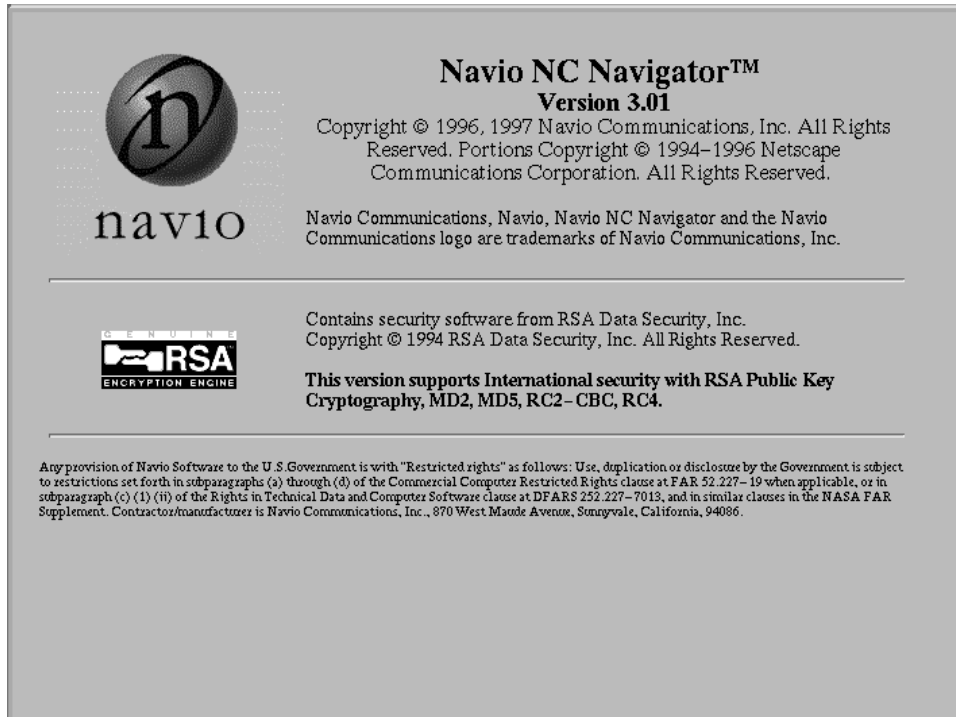 Navio NC Navigator™
Version 3.01
Copyright © 1996, 1997 Navio Communications, Inc. All Rights
Reserved. Portions Copyright © 1994–1996 Netscape
Communications Corporation. All Rights Reserved.
n
navio
Navio Communications, Navio, Navio NC Navigator and the Navio
Communications logo are trademarks of Navio Communications, Inc.
GENUINE
RSA
ENCRYPTION ENGINE
Contains security software from RSA Data Security, Inc.
Copyright © 1994 RSA Data Security, Inc. All Rights Reserved.
This version supports International security with RSA Public Key
Cryptography, MD2, MD5, RC2–CBC, RC4.
Any provision of Navio Software to the U.S.Government is with "Restricted rights" as follows: Use, duplication or disclosure by the Government is subject
to restrictions set forth in subparagraphs (a) through (d) of the Commercial Computer Restricted Rights clause at FAR 52.227–19 when applicable, or in
subparagraph (c) (1) (ii) of the Rights in Technical Data and Computer Software clause at DFARS 252.227–7013, and in similar clauses in the NASA FAR
Supplement. Contractor/manufacturer is Navio Communications, Inc., 870 West Maude Avenue, Sunnyvale, California, 94086.